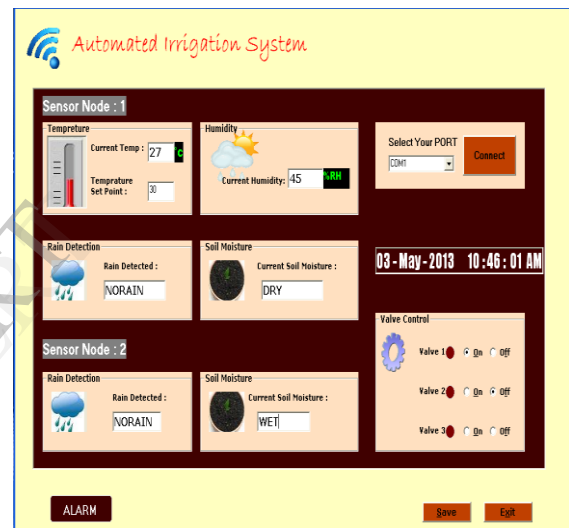 Automated Irrigation System
Sensor Node : 1
Tempreture
Current Temp : 27 °c
Temprature
Set Point : 30
Humidity
Current Humidity: 45 %RH
Select Your PORT
COM1
Connect
Rain Detection
Rain Detected :
NORAIN
Soil Moisture
Current Soil Moisture :
DRY
03-May-2013 10:46:01 AM
Sensor Node : 2
Rain Detection
Rain Detected :
NORAIN
Soil Moisture
Current Soil Moisture :
WET
Valve Control
Valve 1 On Off
Valve 2 On Off
Valve 3 On Off
ALARM
Save
Exit